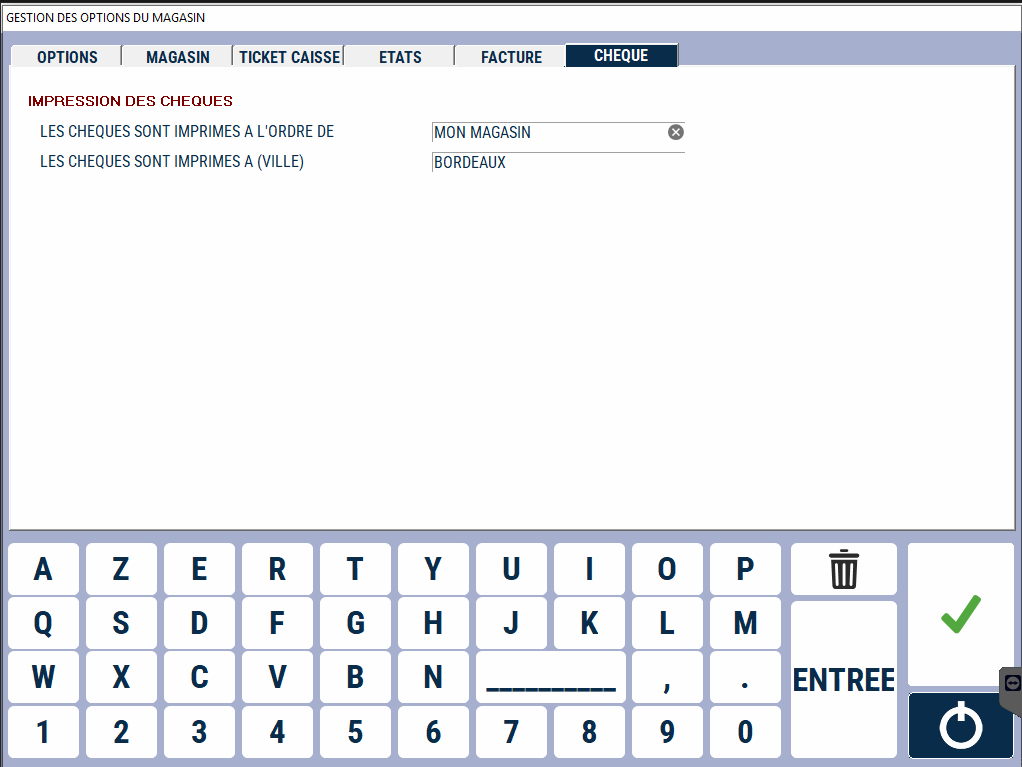 GESTION DES OPTIONS DU MAGASIN
OPTIONS MAGASIN TICKET CAISSE ETATS FACTURE CHEQUE
IMPRESSION DES CHEQUES
LES CHEQUES SONT IMPRIMES A L'ORDRE DE MON MAGASIN
LES CHEQUES SONT IMPRIMES A (VILLE) BORDEAUX
A Z E R T Y U I O P
Q S D F G H J K L M
W X C V B N __________ , . ENTREE
1 2 3 4 5 6 7 8 9 0